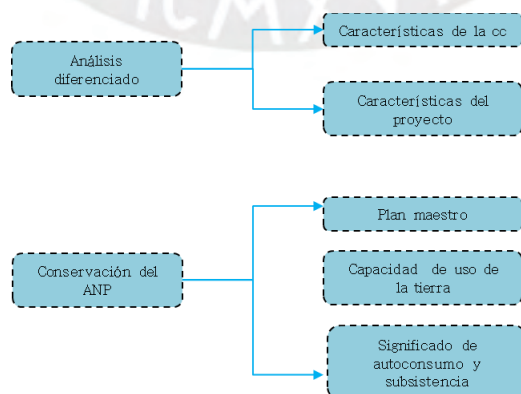 Características de la cc
Análisis
diferenciado
Características del
proyecto
Plan maestro
Conservación del
ANP
Capacidad de uso de
la tierra
Significado de
autoconsumo y
subsistencia